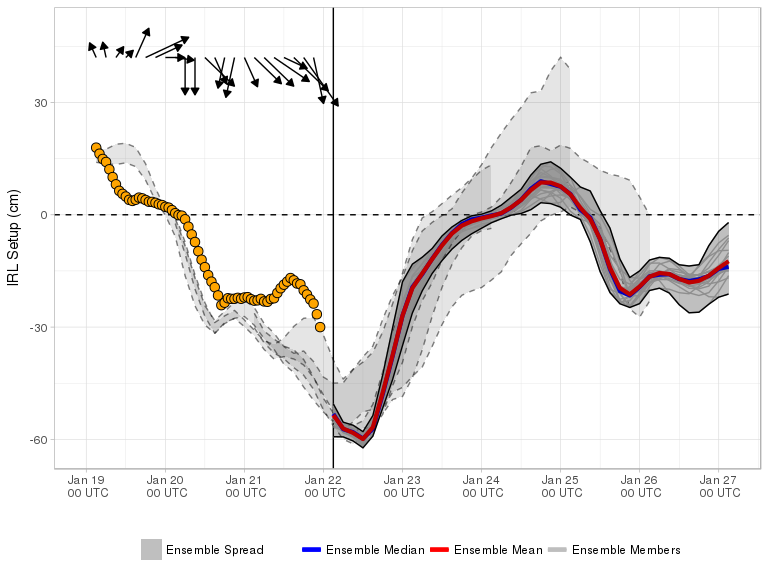 IRL Setup (cm)
30
0
-30
-60
Jan 19 Jan 20 Jan 21 Jan 22 Jan 23 Jan 24 Jan 25 Jan 26 Jan 27
00 UTC 00 UTC 00 UTC 00 UTC 00 UTC 00 UTC 00 UTC 00 UTC 00 UTC
Ensemble Spread Ensemble Median Ensemble Mean Ensemble Members